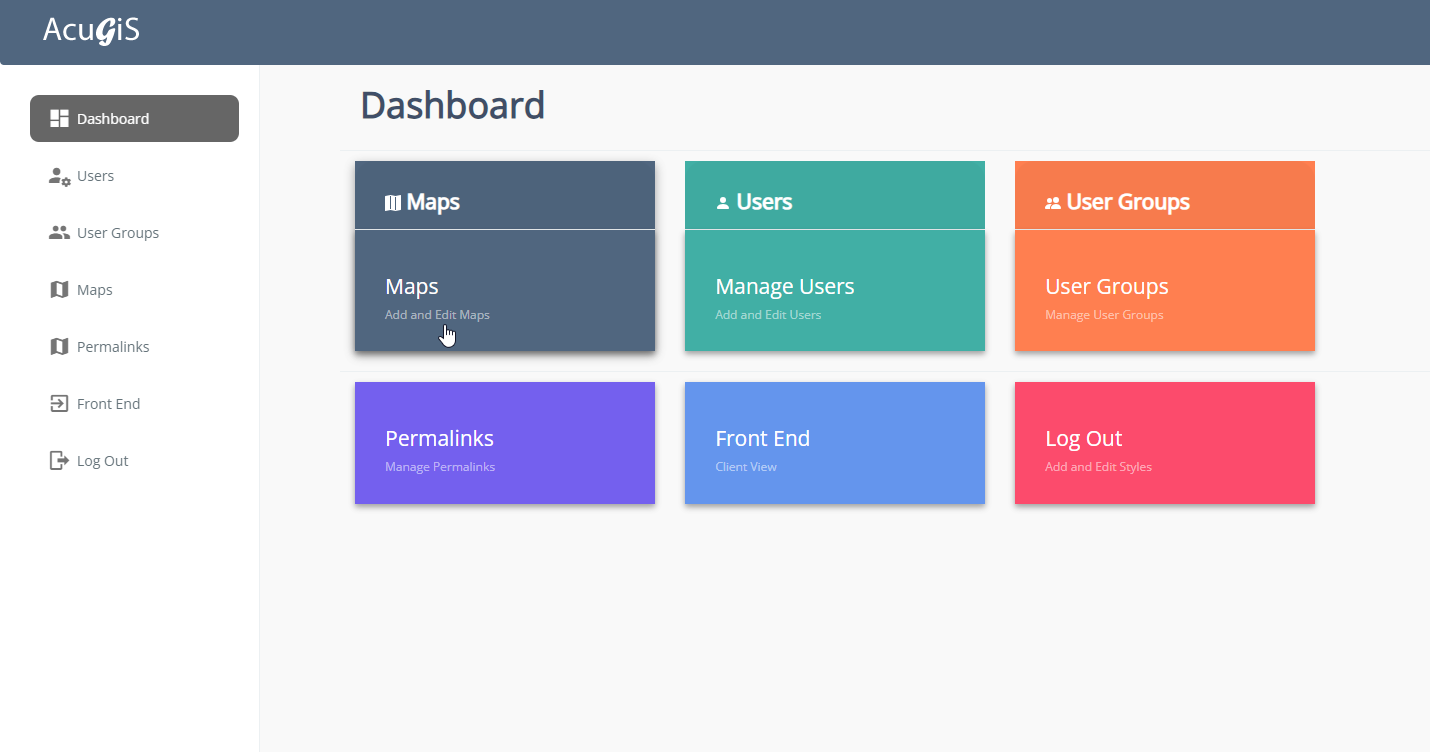 AcuGiS
Dashboard
Users
User Groups
Maps
Permalinks
Front End
Log Out
Dashboard
Maps
Maps
Add and Edit Maps
Users
Manage Users
Add and Edit Users
User Groups
User Groups
Manage User Groups
Permalinks
Manage Permalinks
Front End
Client View
Log Out
Add and Edit Styles